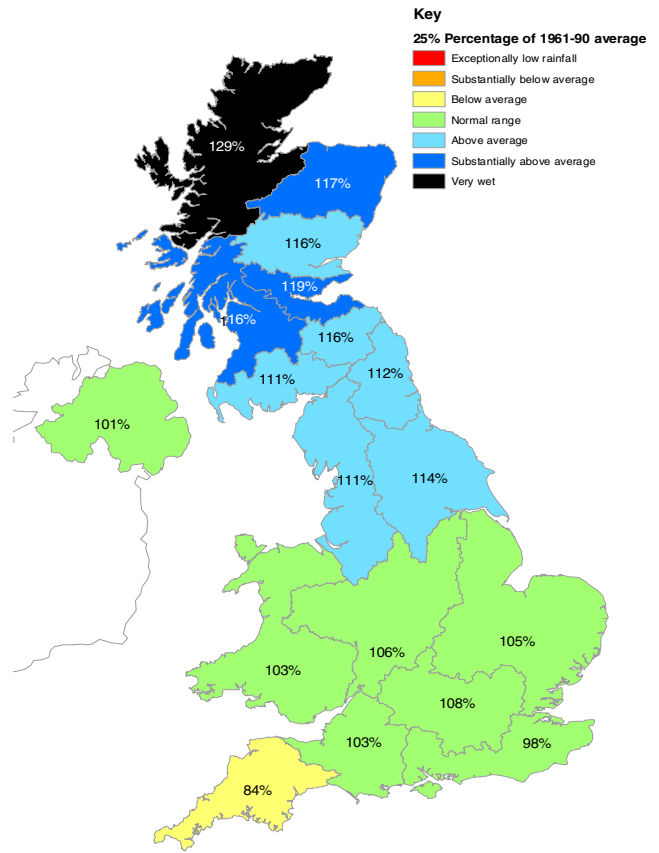 Key
25% Percentage of 1961-90 average
Exceptionally low rainfall
Substantially below average
Below average
Normal range
Above average
Substantially above average
Very wet
129%
117%
116%
119%
116%
116%
111%
112%
101%
111%
114%
105%
106%
103%
108%
103%
98%
84%